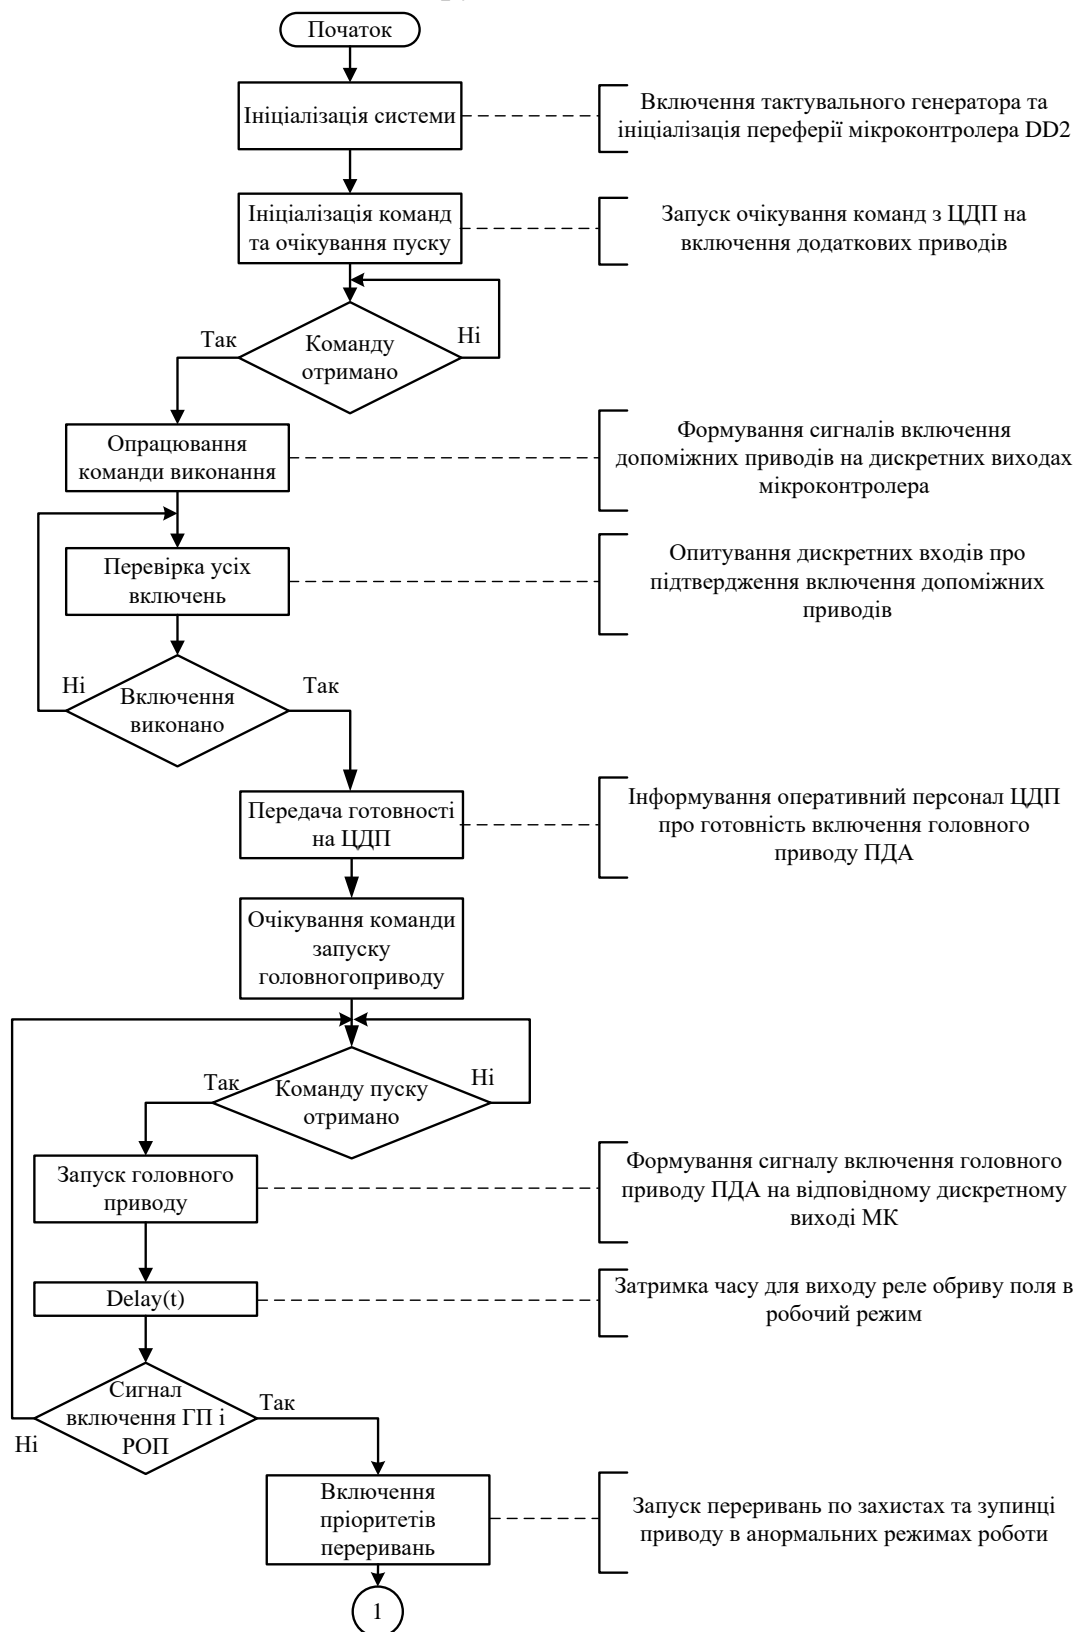 Початок
Ініціалізація системи
Включення тактувального генератора та
ініціалізація переферії мікроконтролера DD2
Ініціалізація команд
та очікування пуску
Запуск очікування команд з ЦДП на
включення додаткових приводів
Так
Ні
Команду
отримано
Опрацювання
команди виконання
Формування сигналів включення
допоміжних приводів на дискретних виходах
мікроконтролера
Перевірка усіх
включень
Опитування дискретних входів про
підтвердження включення допоміжних
приводів
Ні
Так
Включення
виконано
Передача готовності
на ЦДП
Інформування оперативний персонал ЦДП
про готовність включення головного
приводу ПДА
Очікування команди
запуску
головногоприводу
Так
Ні
Команду пуску
отримано
Запуск головного
приводу
Формування сигналу включення головного
приводу ПДА на відповідному дискретному
виході МК
Delay(t)
Затримка часу для виходу реле обриву поля в
робочий режим
Сигнал
включення ГП і
РОП
Так
Ні
Включення
пріоритетів
переривань
Запуск переривань по захистах та зупинці
приводу в анормальних режимах роботи
1